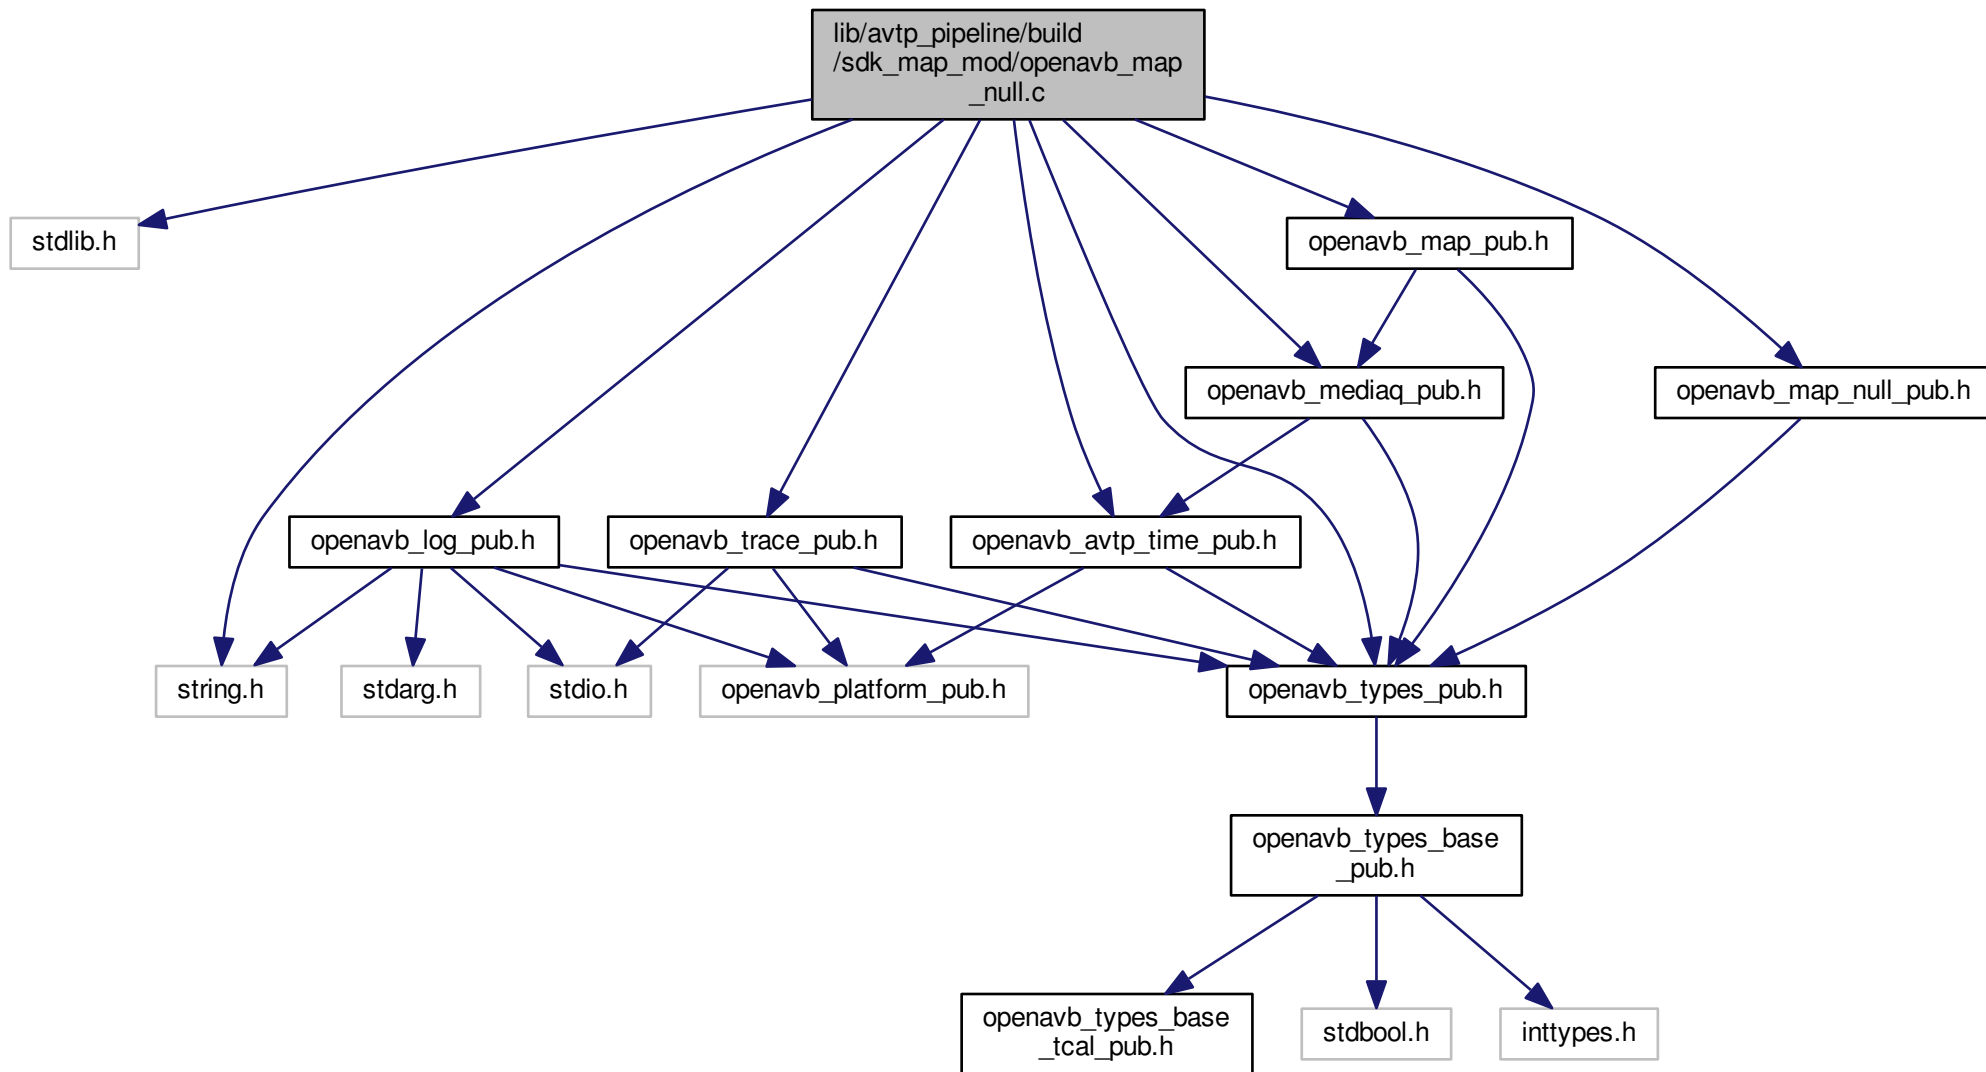 lib/avtp_pipeline/build
/sdk_map_mod/openavb_map
_null.c
stdlib.h
openavb_map_pub.h
openavb_mediaq_pub.h
openavb_map_null_pub.h
openavb_log_pub.h
openavb_trace_pub.h
openavb_avtp_time_pub.h
string.h
stdarg.h
stdio.h
openavb_platform_pub.h
openavb_types_pub.h
openavb_types_base
_pub.h
openavb_types_base
_tcal_pub.h
stdbool.h
inttypes.h